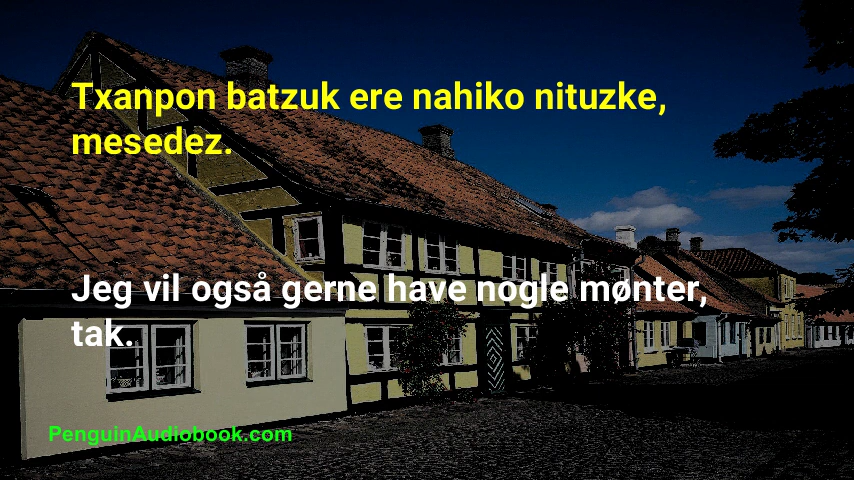 Txanpon batzuk ere nahiko nituzke,
mesedez.
Jeg vil også gerne have nogle mønter,
tak.
PenguinAudiobook.com